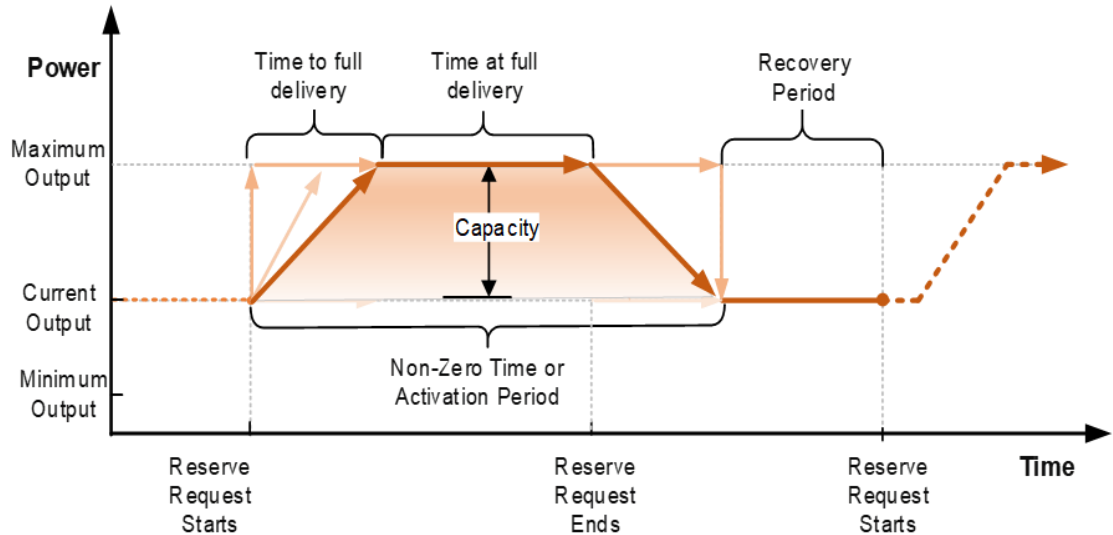 Power
Time to full
delivery
Time at full
delivery
Recovery
Period
Maximum
Output
Capacity
Current
Output
Non-Zero Time or
Activation Period
Minimum
Output
Reserve
Request
Starts
Reserve
Request
Ends
Reserve
Request
Starts
Time